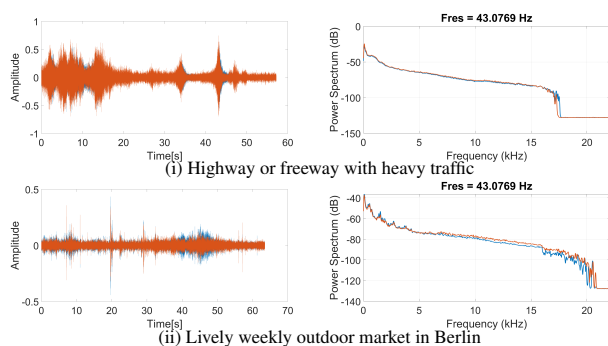 Fres = 43.0769 Hz
1
0.5
0
-0.5
-1
Amplitude
0 10 20 30 40 50 60
Time[s]
0
-50
-100
-150
Power Spectrum (dB)
0 5 10 15 20
Frequency (kHz)
(i) Highway or freeway with heavy traffic
Fres = 43.0769 Hz
0.5
0
-0.5
Amplitude
0 10 20 30 40 50 60 70
Time[s]
-40
-60
-80
-100
-120
-140
Power Spectrum (dB)
0 5 10 15 20
Frequency (kHz)
(ii) Lively weekly outdoor market in Berlin